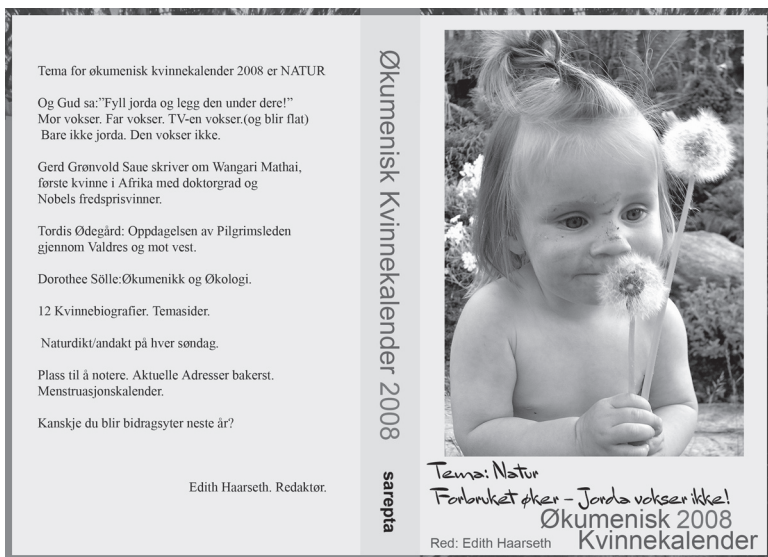 Tema for økumenisk kvinnekalender 2008 er NATUR
Og Gud sa:”Fyll jorda og legg den under dere!”
Mor vokser. Far vokser. TV-en vokser.(og blir flat)
Bare ikke jorda. Den vokser ikke.
Gerd Grønvold Saue skriver om Wangari Mathai,
første kvinne i Afrika med doktorgrad og
Nobels fredsprisvinner.
Tordis Ødegård: Oppdagelsen av Pilgrimsleden
gjennom Valdres og mot vest.
Dorothee Sölle:Økumenikk og Økologi.
12 Kvinnebiografier. Temasider.
Naturdikt/andakt på hver søndag.
Plass til å notere. Aktuelle Adresser bakerst.
Menstruasjonskalender.
Kanskje du blir bidragsyter neste år?
Edith Haarseth. Redaktør.
Økumenisk Kvinnekalender 2008
sarepta
Tema: Natur
Forbruket øker – Jorda vokser ikke!
Økumenisk 2008
Red: Edith Haarseth Kvinnekalender